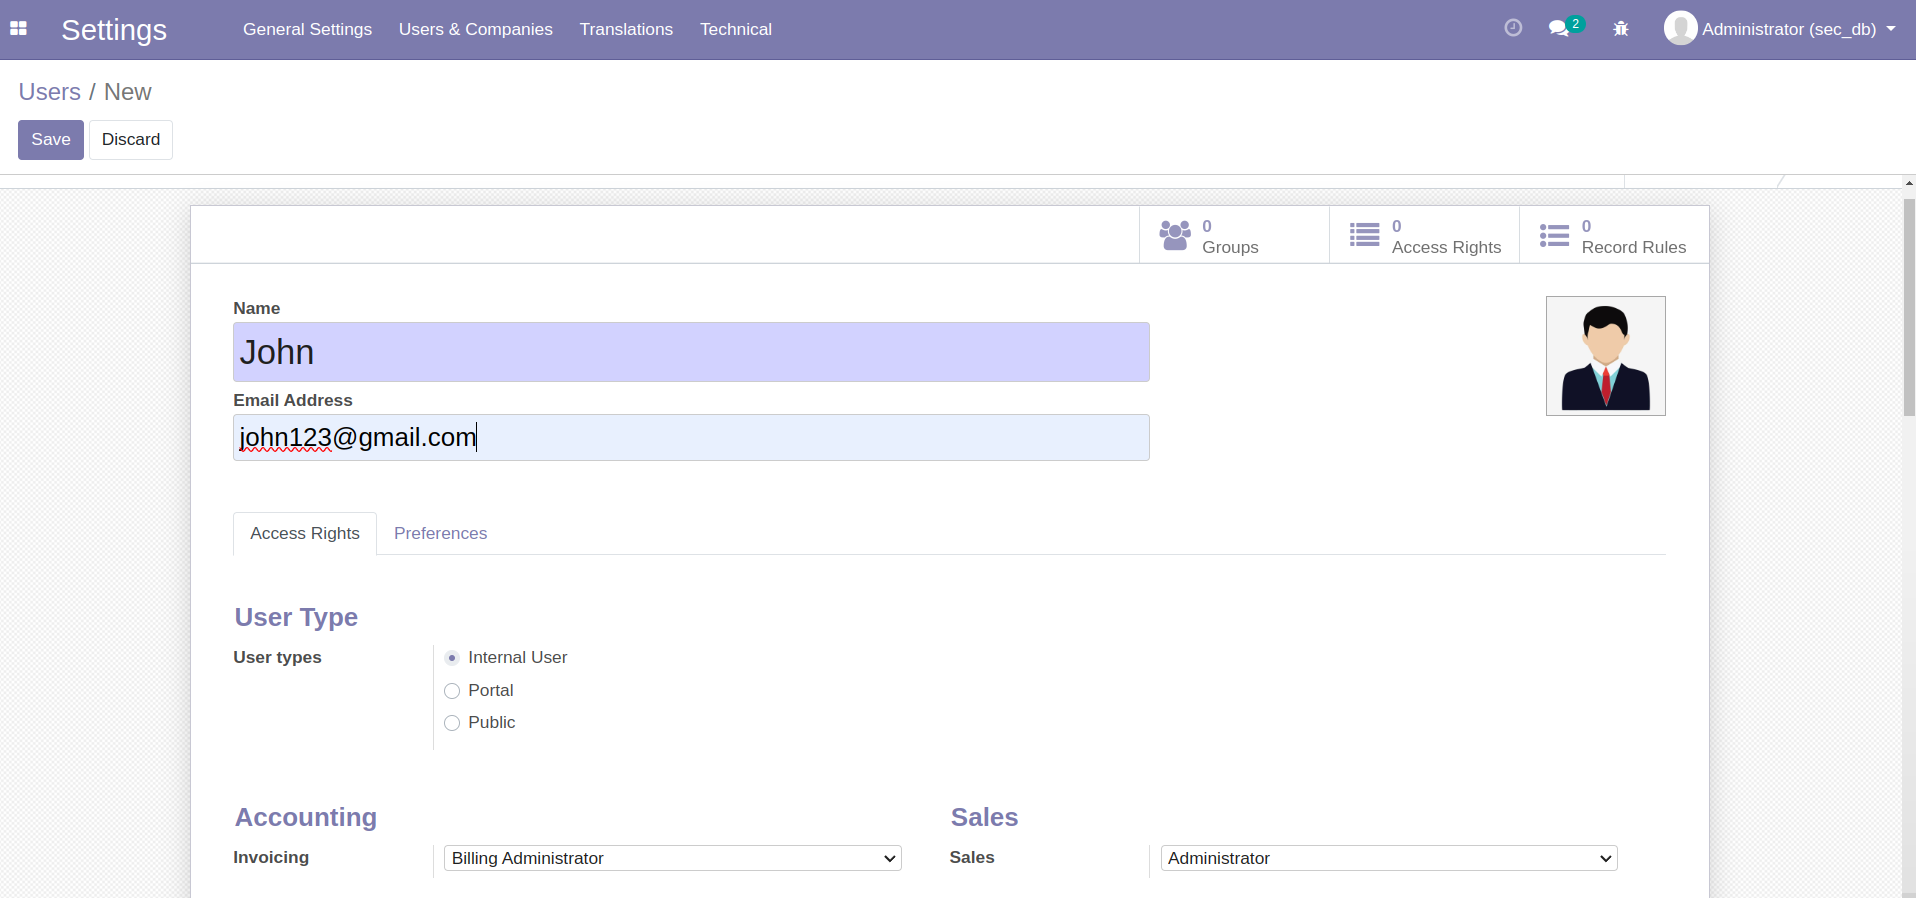 Settings General Settings Users & Companies Translations Technical 2 Administrator (sec_db)
Users / New
Save Discard
0 Groups 0 Access Rights 0 Record Rules
Name
John
Email Address
john123@gmail.com
Access Rights Preferences
User Type
User types Internal User
Portal
Public
Accounting Sales
Invoicing Billing Administrator Sales Administrator